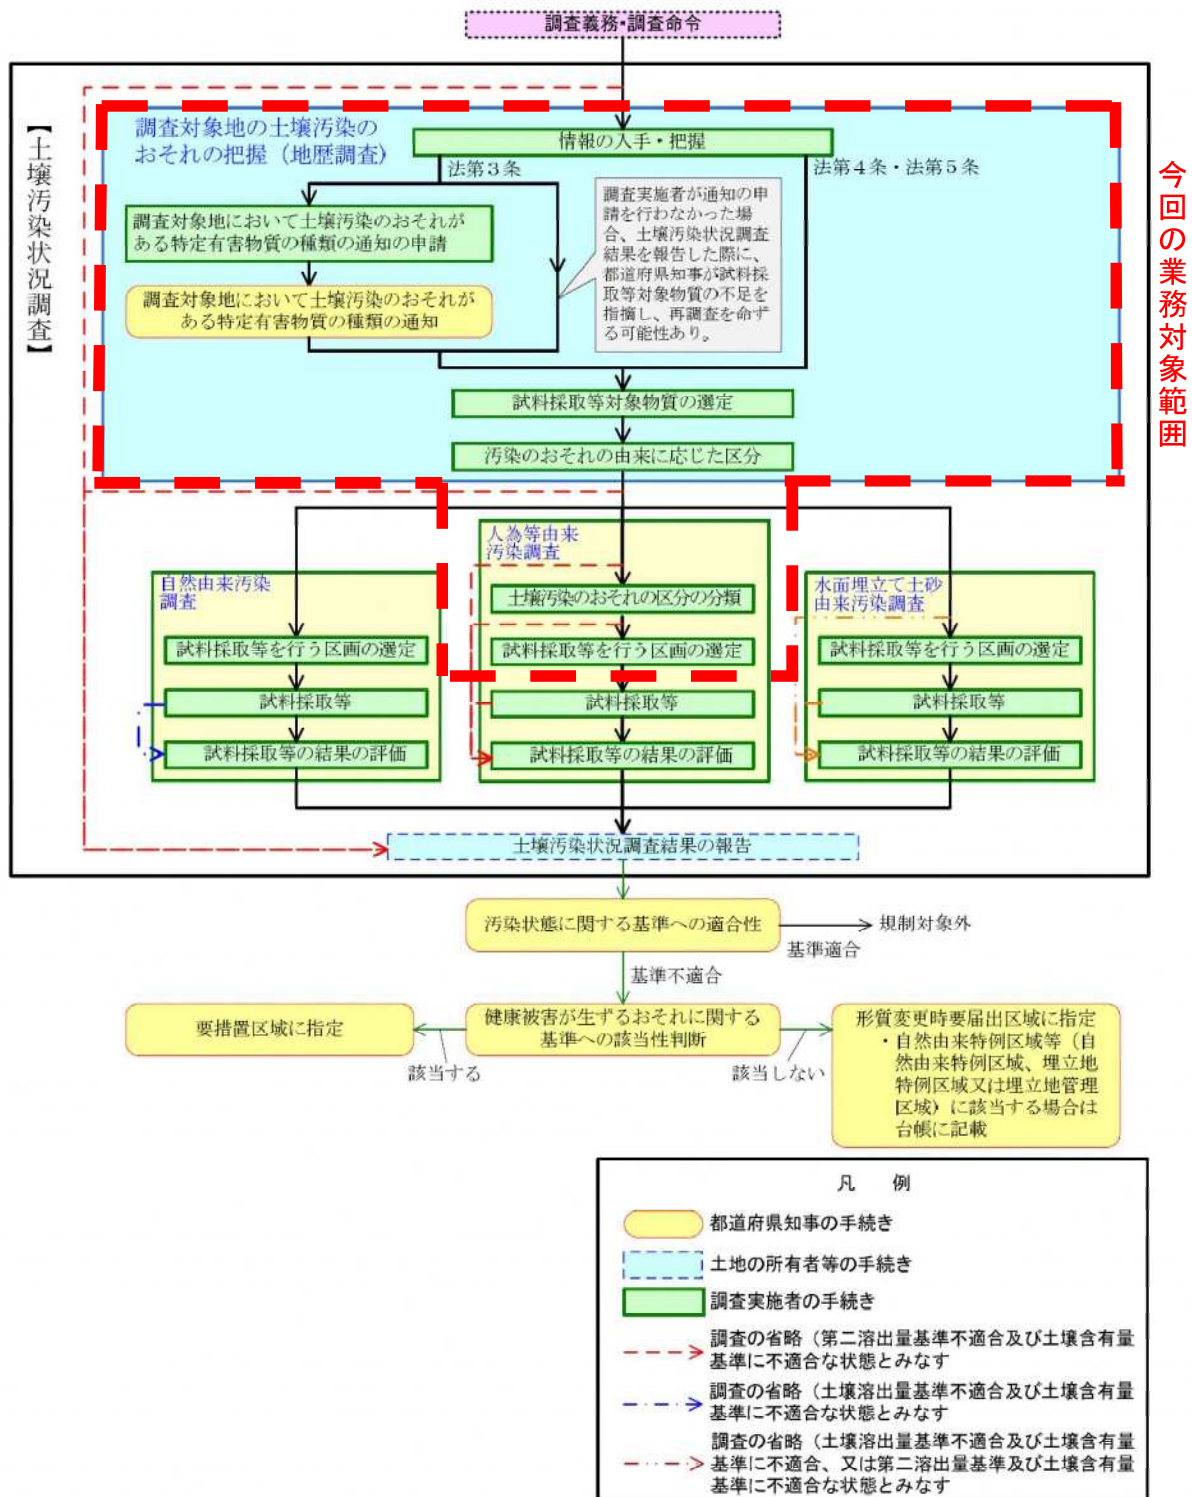 調査義務・調査命令
【土壌汚染状況調査】
今回の業務対象範囲
調査対象地の土壌汚染の
おそれの把握（地歴調査）
情報の入手・把握
法第３条
法第４条・法第５条
調査対象地において土壌汚染のおそれが
ある特定有害物質の種類の通知の申請
調査実施者が通知の申
請を行わなかった場
合、土壌汚染状況調査
結果を報告した際に、
都道府県知事が試料採
取等対象物質の不足を
指摘し、再調査を命ず
る可能性あり。
調査対象地において土壌汚染のおそれが
ある特定有害物質の種類の通知
試料採取等対象物質の選定
汚染のおそれの由来に応じた区分
自然由来汚染
調査
試料採取等を行う区画の選定
試料採取等
試料採取等の結果の評価
人為等由来
汚染調査
土壌汚染のおそれの区分の分類
試料採取等を行う区画の選定
試料採取等
試料採取等の結果の評価
水面埋立て土砂
由来汚染調査
試料採取等を行う区画の選定
試料採取等
試料採取等の結果の評価
土壌汚染状況調査結果の報告
汚染状態に関する基準への適合性
規制対象外
基準適合
基準不適合
要措置区域に指定
健康被害が生ずるおそれに関する
基準への該当性判断
該当する
該当しない
形質変更時要届出区域に指定
・自然由来特例区域等（自
然由来特例区域、埋立地
特例区域又は埋立地管理
区域）に該当する場合は
台帳に記載
凡　例
都道府県知事の手続き
土地の所有者等の手続き
調査実施者の手続き
調査の省略（第二溶出量基準不適合及び土壌含有量
基準に不適合な状態とみなす
調査の省略（土壌溶出量基準不適合及び土壌含有量
基準に不適合な状態とみなす
調査の省略（土壌溶出量基準不適合及び土壌含有量
基準に不適合、又は第二溶出量基準及び土壌含有量
基準に不適合な状態とみなす